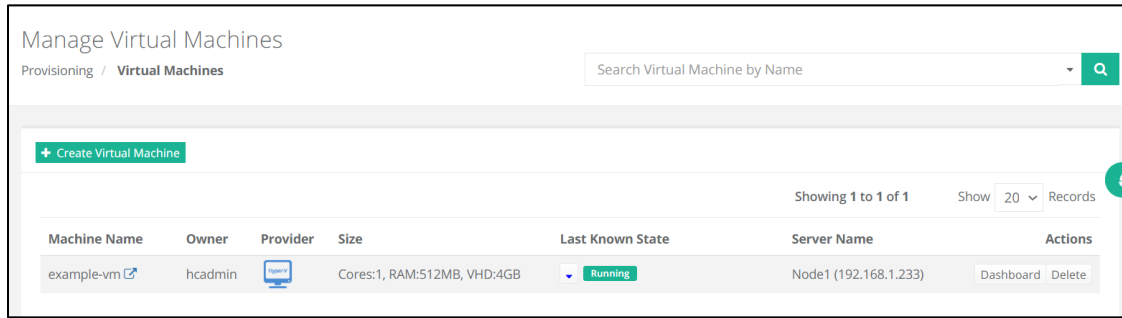 Manage Virtual Machines
Provisioning / Virtual Machines
Search Virtual Machine by Name
+ Create Virtual Machine
Showing 1 to 1 of 1 Show 20 Records
Machine Name Owner Provider Size Last Known State Server Name Actions
example-vm hcadmin Hyper-V Cores:1, RAM:512MB, VHD:4GB Running Node1 (192.168.1.233) Dashboard Delete